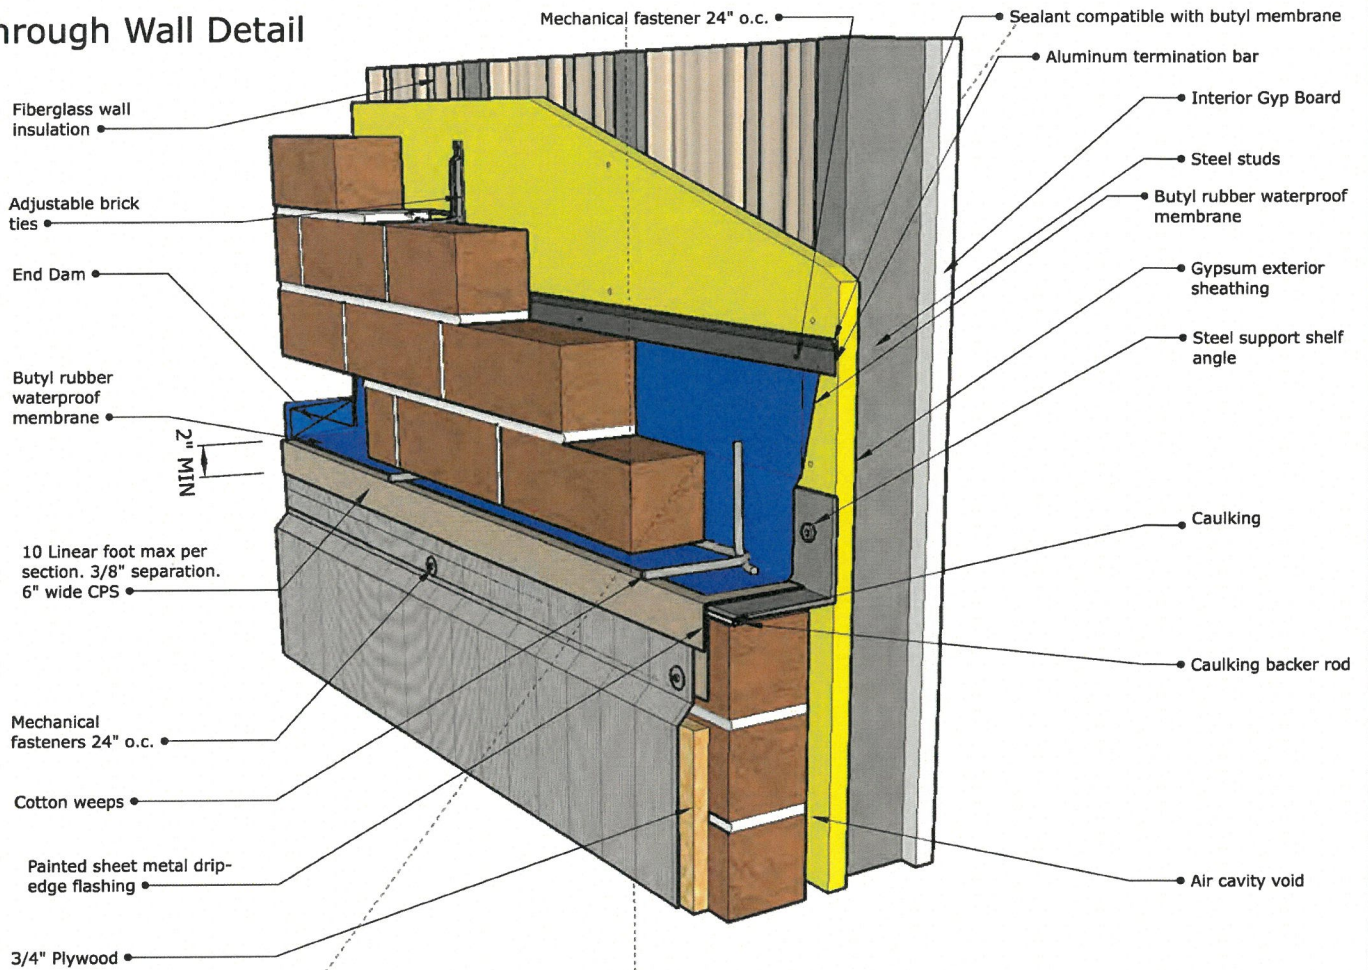 hrough Wall Detail
Mechanical fastener 24" o.c.
Sealant compatible with butyl membrane
Aluminum termination bar
Fiberglass wall
insulation
Interior Gyp Board
Steel studs
Adjustable brick
ties
Butyl rubber waterproof
membrane
End Dam
Gypsum exterior
sheathing
Steel support shelf
angle
Butyl rubber
waterproof
membrane
2" MIN
Caulking
10 Linear foot max per
section. 3/8" separation.
6" wide CPS
Caulking backer rod
Mechanical
fasteners 24" o.c.
Cotton weeps
Painted sheet metal drip-
edge flashing
Air cavity void
3/4" Plywood